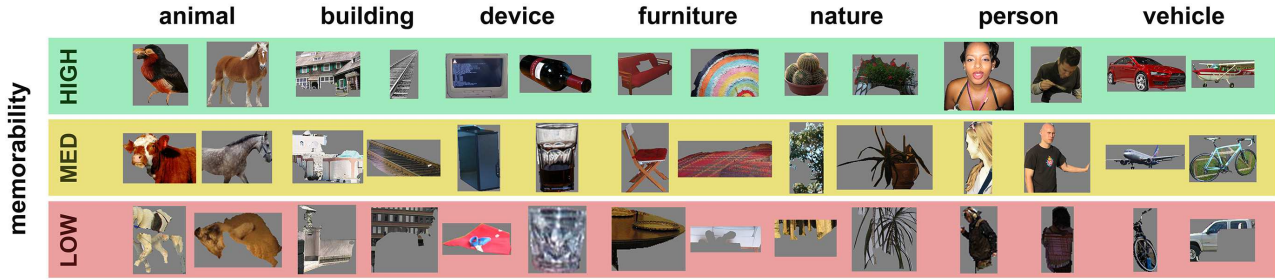 animal building device furniture nature person vehicle
memorability
HIGH
MED
LOW